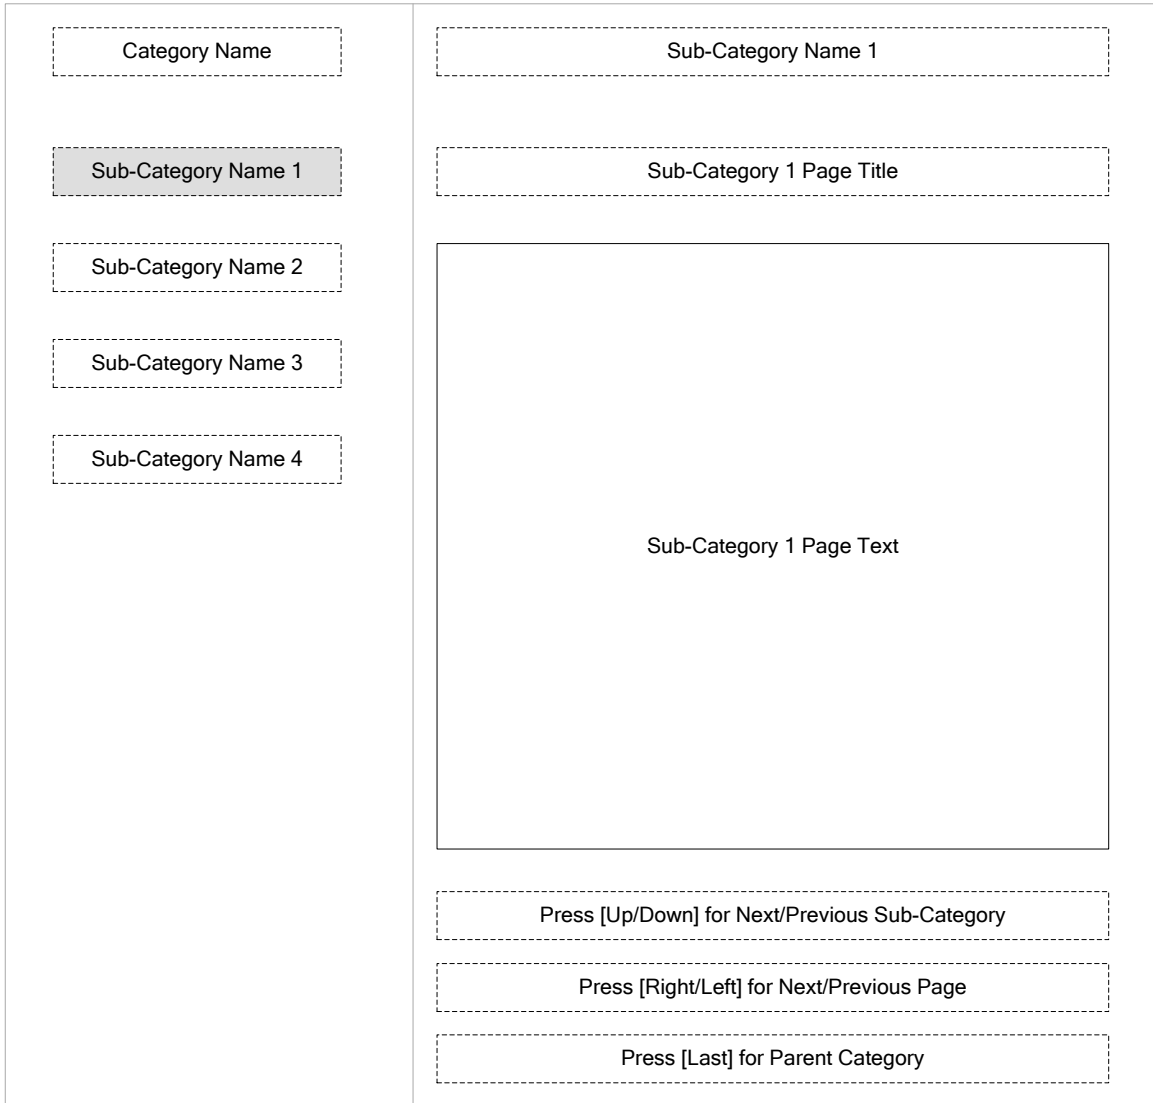 Category Name
Sub-Category Name 1
Sub-Category Name 2
Sub-Category Name 3
Sub-Category Name 4
Sub-Category Name 1
Sub-Category 1 Page Title
Sub-Category 1 Page Text
Press [Up/Down] for Next/Previous Sub-Category
Press [Right/Left] for Next/Previous Page
Press [Last] for Parent Category